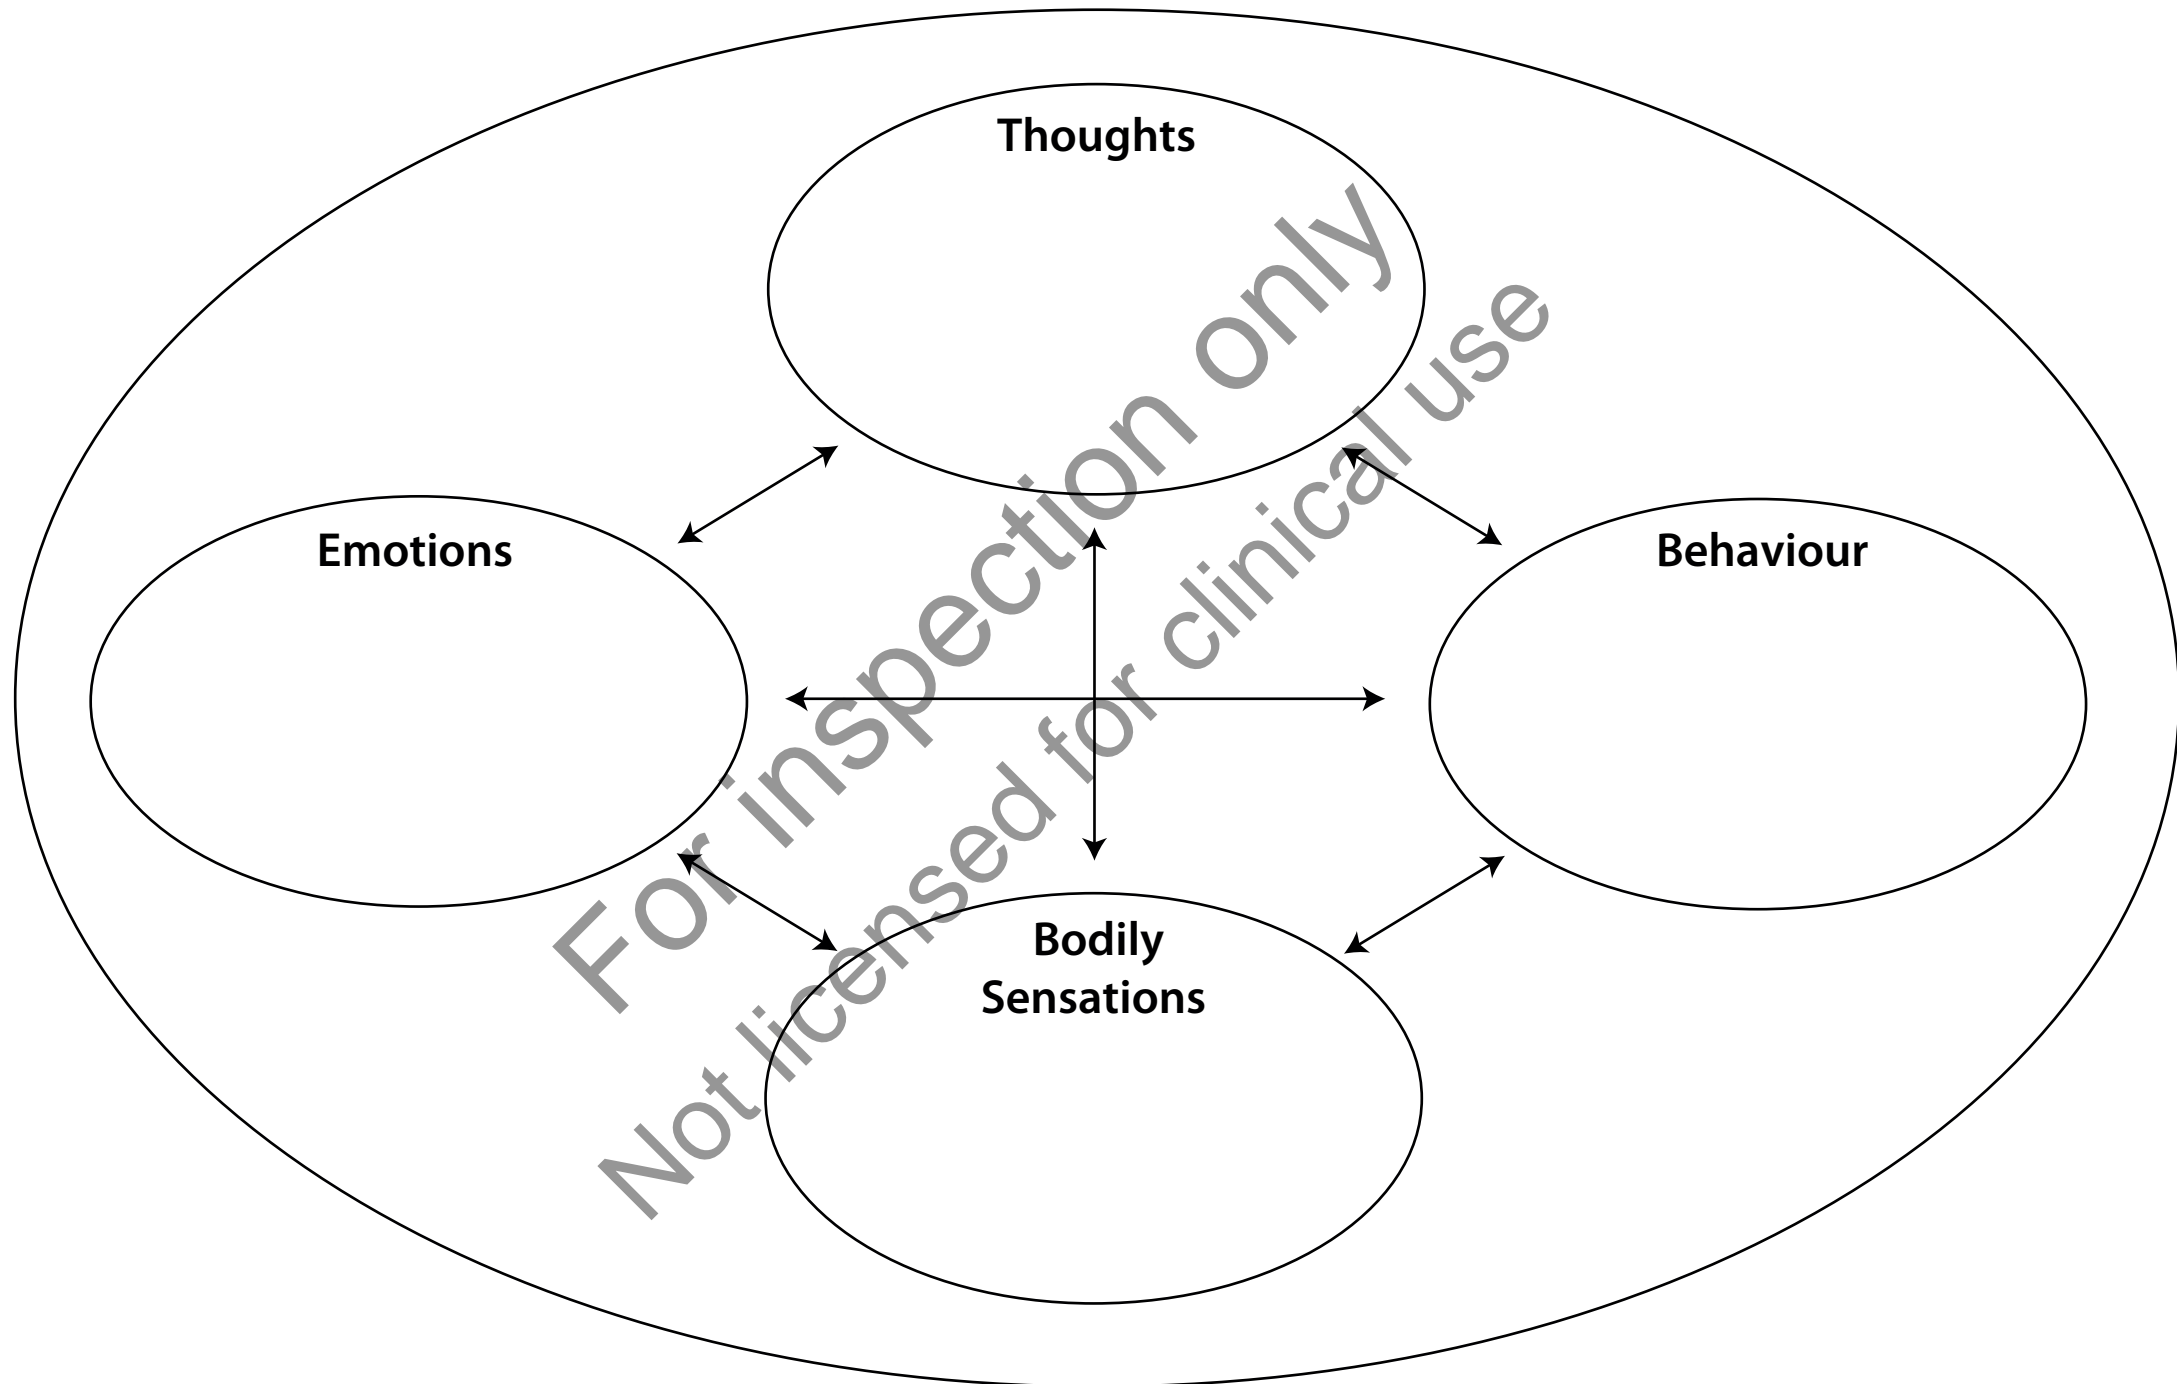 Thoughts
Emotions
Behaviour
Bodily
Sensations
For inspection only
Not licensed for clinical use